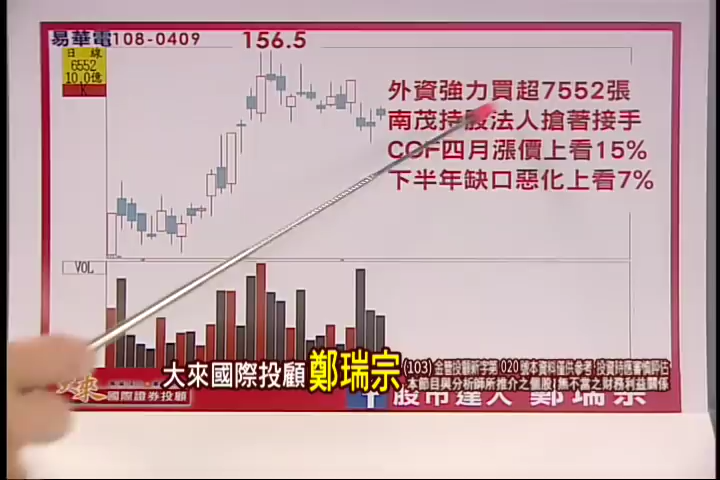 易華電108-0409 156.5
日 線
6552
10.0億
K
外資強力買超7552張
南茂持股法人搶著接手
COF四月漲價上看15%
下半年缺口惡化上看7%
VOL
大來國際投顧 鄭瑞宗
(103)金管投顧新字第 020號本資料僅供參考,投資時應審慎評估
本節目與分析師所推介之個股,無不當之財務利益關係
國際證券投顧
股市達人 鄭瑞宗